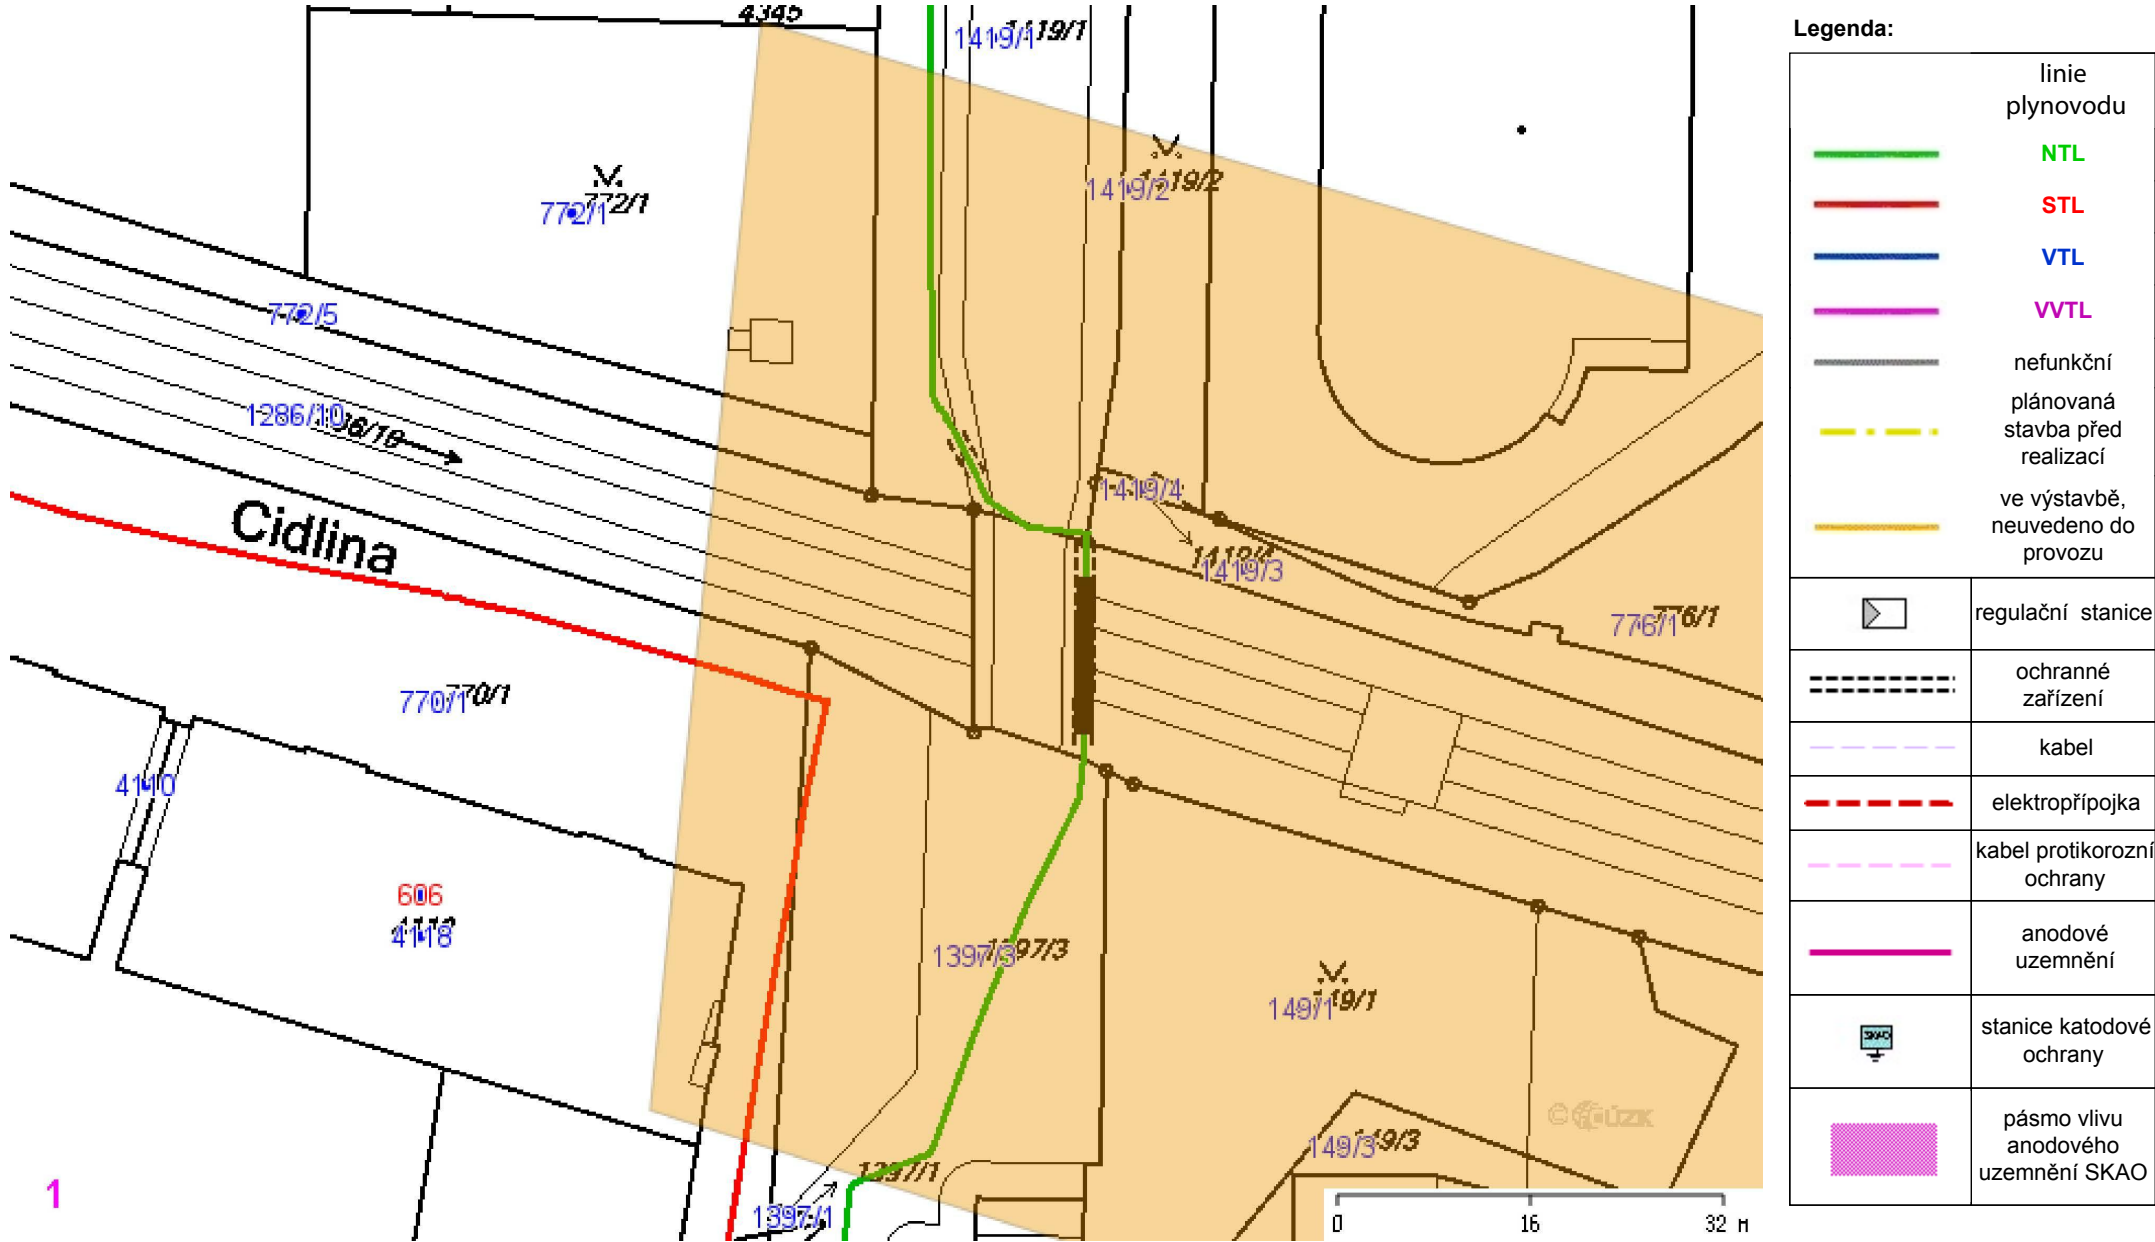 4345
1419/1
1419/1
772/1
772/1
1419/2
1419/2
772/5
1286/10
Cidlina
1419/4
1419/4
1419/3
776/1
776/1
770/1
770/1
4110
606
4118
4118
1397/3
1397/3
149/1
149/1
149/3
149/3
1397/1
1397/1
1
0 16 32 M
Legenda:
linie
plynovodu
NTL
STL
VTL
VVTL
nefunkční
plánovaná
stavba před
realizací
ve výstavbě,
neuvedeno do
provozu
regulační stanice
ochranné
zařízení
kabel
elektropřípojka
kabel protikorozní
ochrany
anodové
uzemnění
SKAO
stanice katodové
ochrany
pásmo vlivu
anodového
uzemnění SKAO